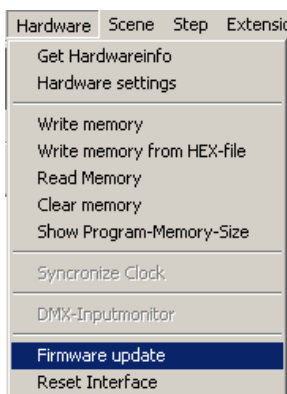 Hardware Scene Step Extensio
Get Hardwareinfo
Hardware settings
Write memory
Write memory from HEX-file
Read Memory
Clear memory
Show Program-Memory-Size
Syncronize Clock
DMX-Inputmonitor
Firmware update
Reset Interface